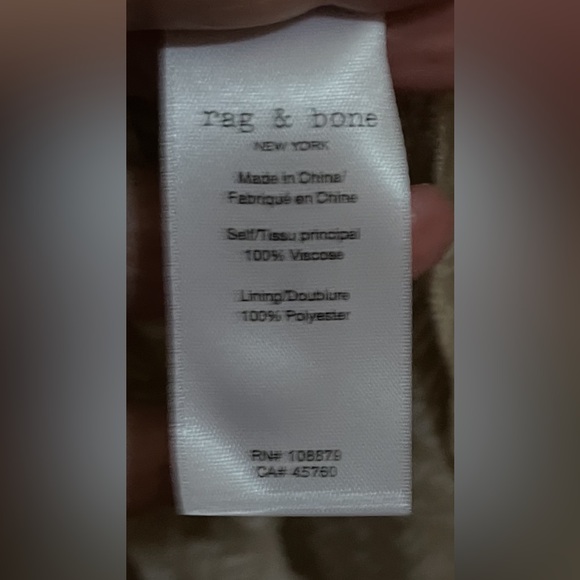 rag & bone
NEW YORK
Made in China/
Fabriqué en Chine
Self/Tissu principal
100% Viscose
Lining/Doublure
100% Polyester
RN# 108879
CA# 45760